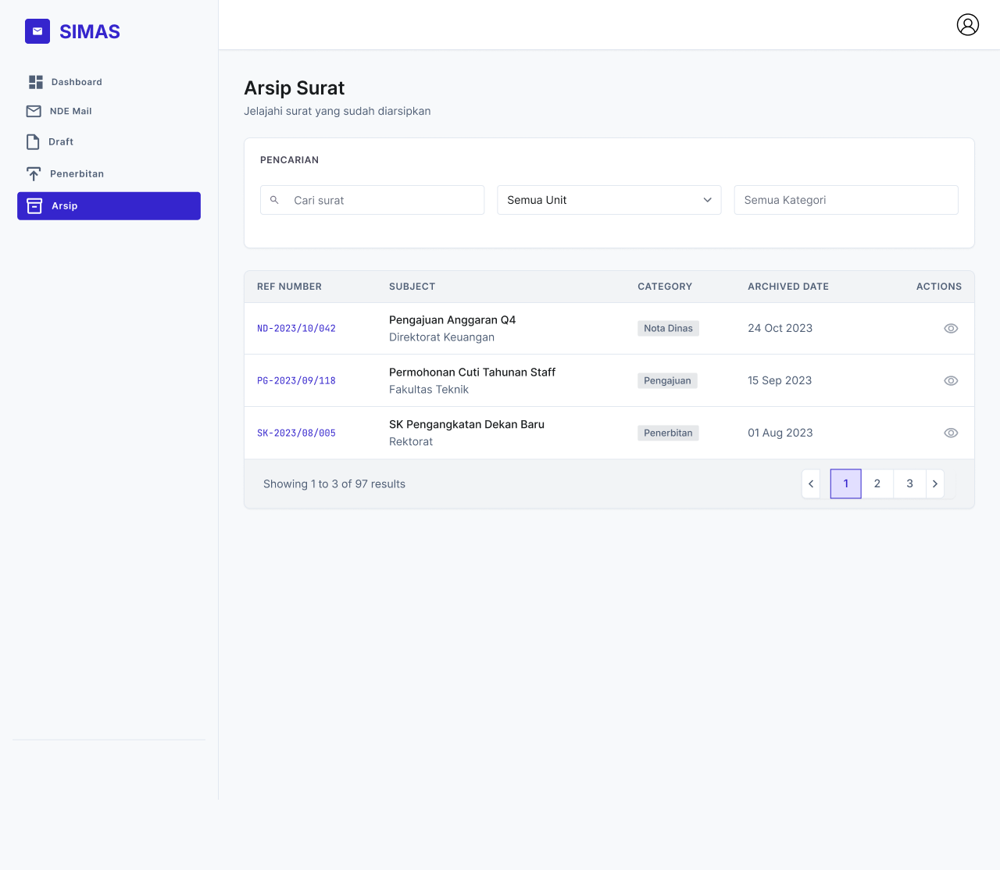 SIMAS
Dashboard
NDE Mail
Draft
Penerbitan
Arsip
Arsip Surat
Jelajahi surat yang sudah diarsipkan
PENCARIAN
Cari surat
Semua Unit
Semua Kategori
REF NUMBER SUBJECT CATEGORY ARCHIVED DATE ACTIONS
ND-2023/10/042 Pengajuan Anggaran Q4 Nota Dinas 24 Oct 2023
Direktorat Keuangan
PG-2023/09/118 Permohonan Cuti Tahunan Staff Pengajuan 15 Sep 2023
Fakultas Teknik
SK-2023/08/005 SK Pengangkatan Dekan Baru Penerbitan 01 Aug 2023
Rektorat
Showing 1 to 3 of 97 results 1 2 3